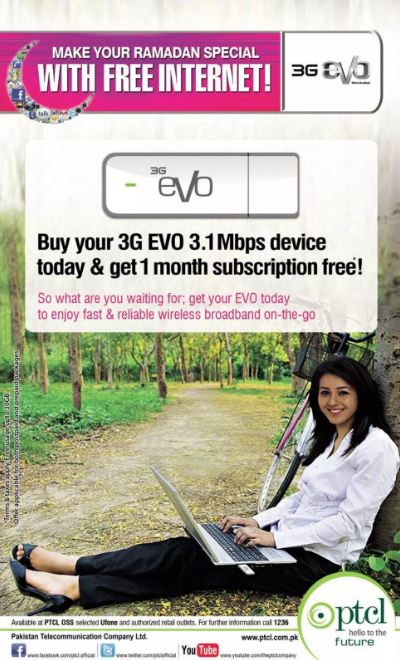 MAKE YOUR RAMADAN SPECIAL
WITH FREE INTERNET!
3G EVO
3G
EVO
Buy your 3G EVO 3.1 Mbps device
today & get 1 month subscription free!
So what are you waiting for; get your EVO today
to enjoy fast & reliable wireless broadband on-the-go
Available at PTCL OSS selected Ufone and authorized retail outlets. For further information call 1236
Pakistan Telecommunication Company Ltd.
www.ptcl.com.pk
www.facebook.com/ptcl.official
www.twitter.com/ptclofficial
YouTube
www.youtube.com/theptclcompany
ptcl
hello to the
future